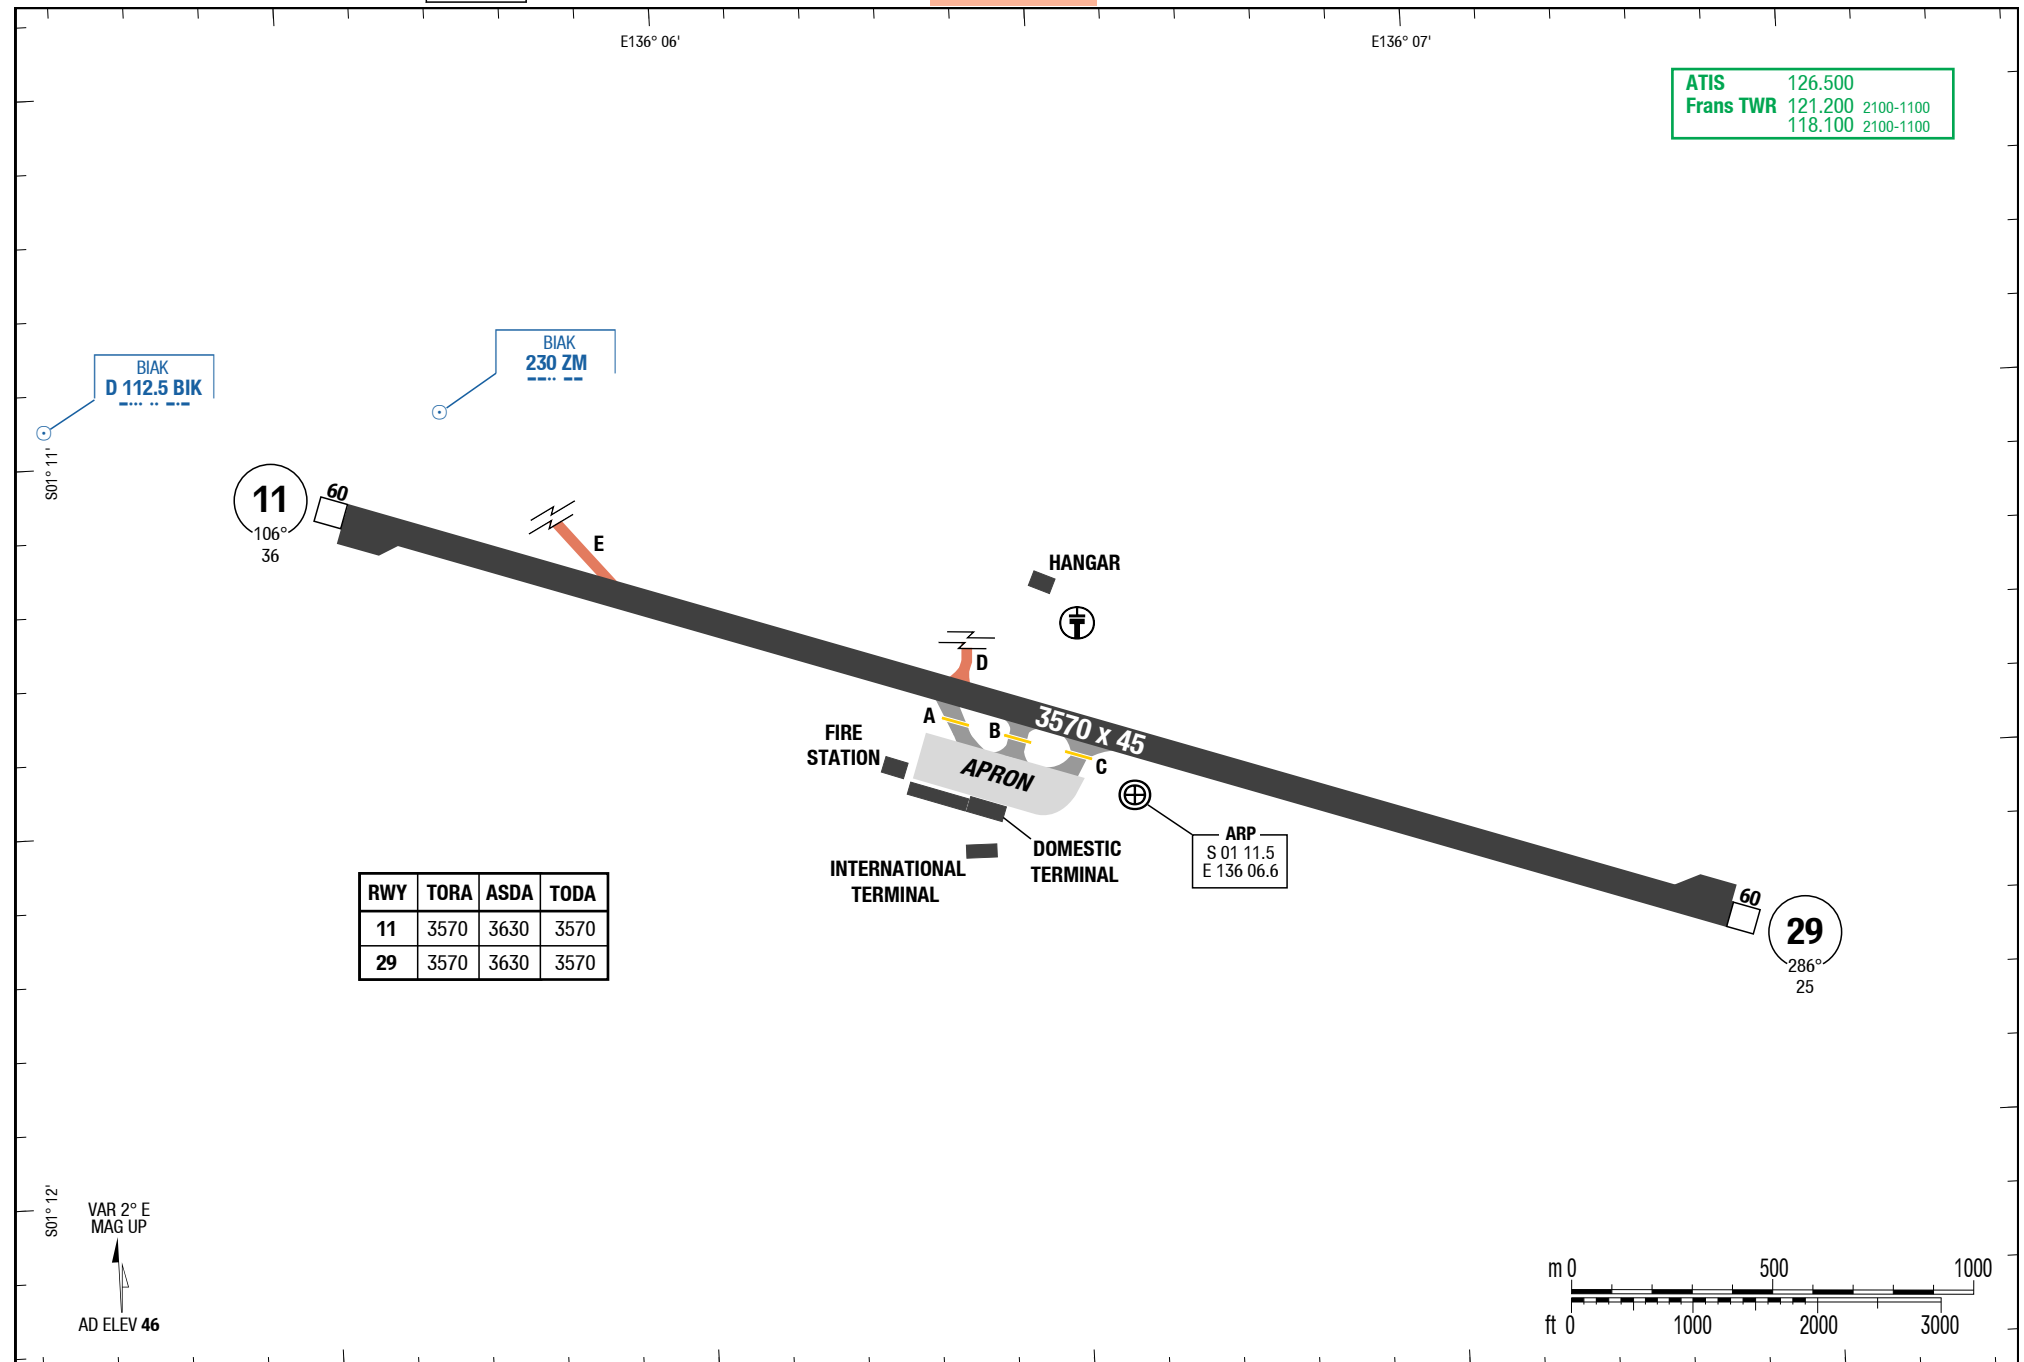 E136° 06'
E136° 07'
ATIS 126.500
Frans TWR 121.200 2100-1100
118.100 2100-1100
BIAK
230 ZM
BIAK
D 112.5 BIK
S01° 11'
11
106°
36
60
E
HANGAR
T
D
A
B
C
3570 x 45
FIRE
STATION
APRON
ARP
S 01 11.5
E 136 06.6
DOMESTIC
TERMINAL
INTERNATIONAL
TERMINAL
RWY TORA ASDA TODA
11 3570 3630 3570
29 3570 3630 3570
60
29
286°
25
S01° 12'
VAR 2° E
MAG UP
AD ELEV 46
m 0 500 1000
ft 0 1000 2000 3000